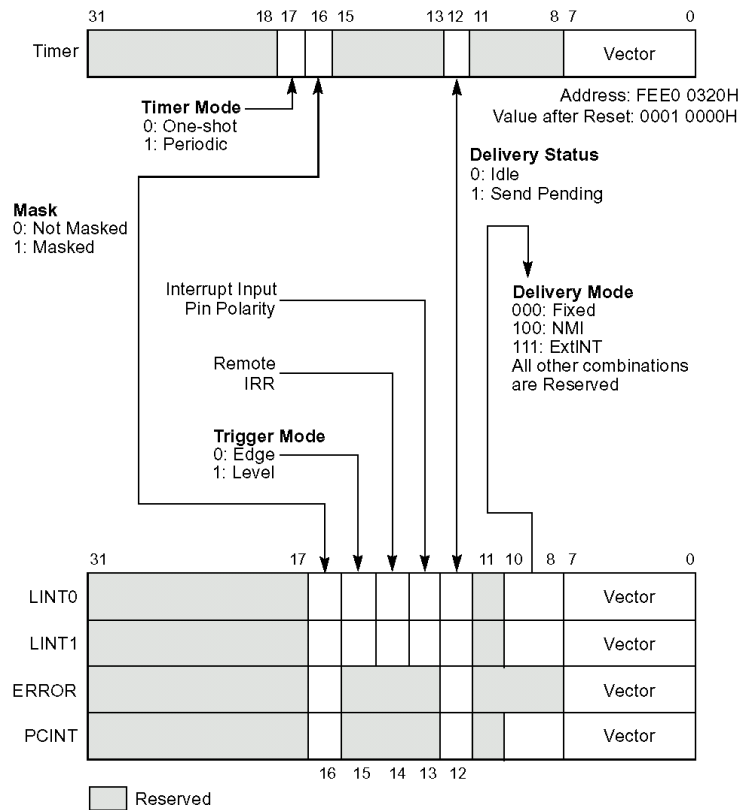 31 18 17 16 15 13 12 11 8 7 0
Timer Vector
Address: FEE0 0320H
Value after Reset: 0001 0000H
Timer Mode
0: One-shot
1: Periodic
Delivery Status
0: Idle
1: Send Pending
Mask
0: Not Masked
1: Masked
Interrupt Input
Pin Polarity
Delivery Mode
000: Fixed
100: NMI
111: ExtINT
All other combinations
are Reserved
Remote
IRR
Trigger Mode
0: Edge
1: Level
31 17 11 10 8 7 0
LINT0 Vector
LINT1 Vector
ERROR Vector
PCINT Vector
16 15 14 13 12
Reserved